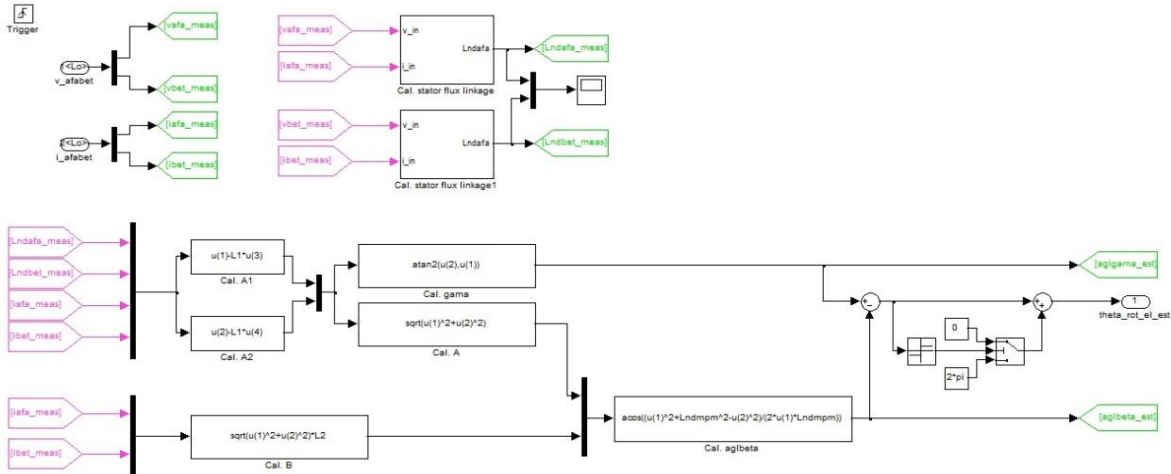 Trigger
[vafa_meas]
1 <Lo>
v_afabet
[vbet_meas]
[iafa_meas]
2 <Lo>
i_afabet
[ibet_meas]
[vafa_meas]
v_in
[iafa_meas]
i_in
Lndafa
Cal. stator flux linkage
[Lndafa_meas]
[vbet_meas]
v_in
[ibet_meas]
i_in
Lndafa
Cal. stator flux linkage1
[Lndbet_meas]
[Lndafa_meas]
[Lndbet_meas]
[iafa_meas]
[ibet_meas]
u(1)-L1*u(3)
Cal. A1
u(2)-L1*u(4)
Cal. A2
atan2(u(2),u(1))
Cal. gama
sqrt(u(1)^2+u(2)^2)
Cal. A
[aglgama_est]
1
theta_rot_el_est
0
2*pi
[iafa_meas]
[ibet_meas]
sqrt(u(1)^2+u(2)^2)*L2
Cal. B
acos((u(1)^2+Lndmpm^2-u(2)^2)/(2*u(1)*Lndmpm))
Cal. aglbeta
[aglbeta_est]